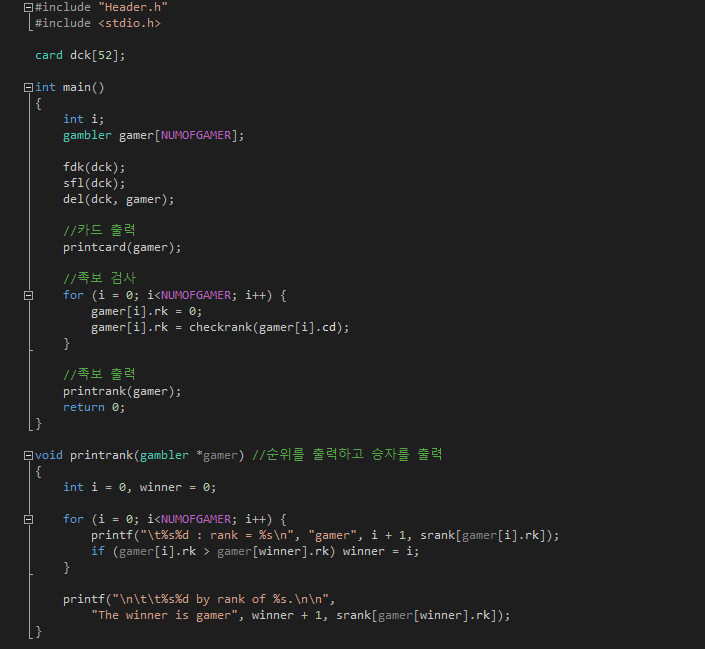 #include "Header.h"
#include <stdio.h>
card dck[52];
int main()
{
int i;
gambler gamer[NUMOFGAMER];
fdk(dck);
sfl(dck);
del(dck, gamer);
//카드 출력
printcard(gamer);
//족보 검사
for (i = 0; i<NUMOFGAMER; i++) {
gamer[i].rk = 0;
gamer[i].rk = checkrank(gamer[i].cd);
}
//족보 출력
printrank(gamer);
return 0;
}
void printrank(gambler *gamer) //순위를 출력하고 승자를 출력
{
int i = 0, winner = 0;
for (i = 0; i<NUMOFGAMER; i++) {
printf("\t%s%d : rank = %s\n", "gamer", i + 1, srank[gamer[i].rk]);
if (gamer[i].rk > gamer[winner].rk) winner = i;
}
printf("\n\t\t%s%d by rank of %s.\n\n",
"The winner is gamer", winner + 1, srank[gamer[winner].rk]);
}